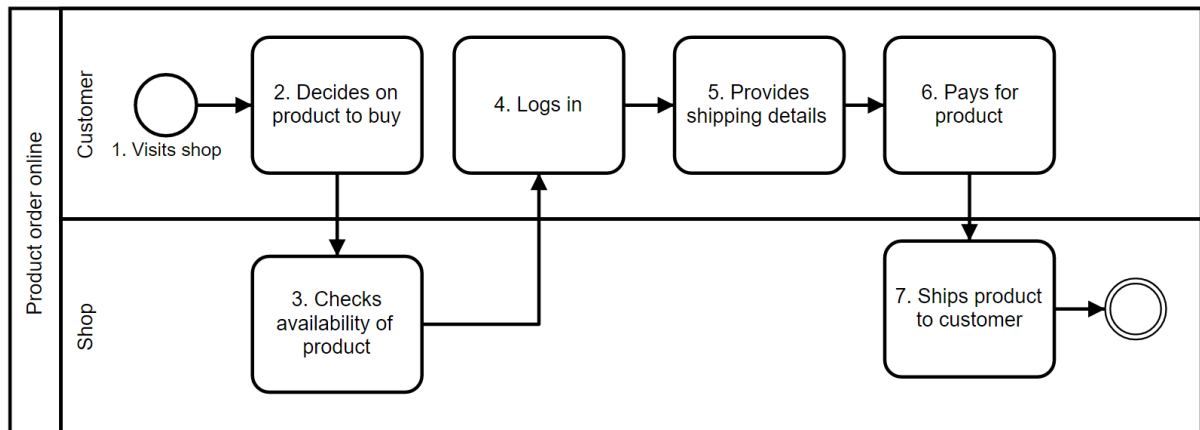 Product order online
Customer
1. Visits shop
2. Decides on
product to buy
4. Logs in
5. Provides
shipping details
6. Pays for
product
Shop
3. Checks
availability of
product
7. Ships product
to customer